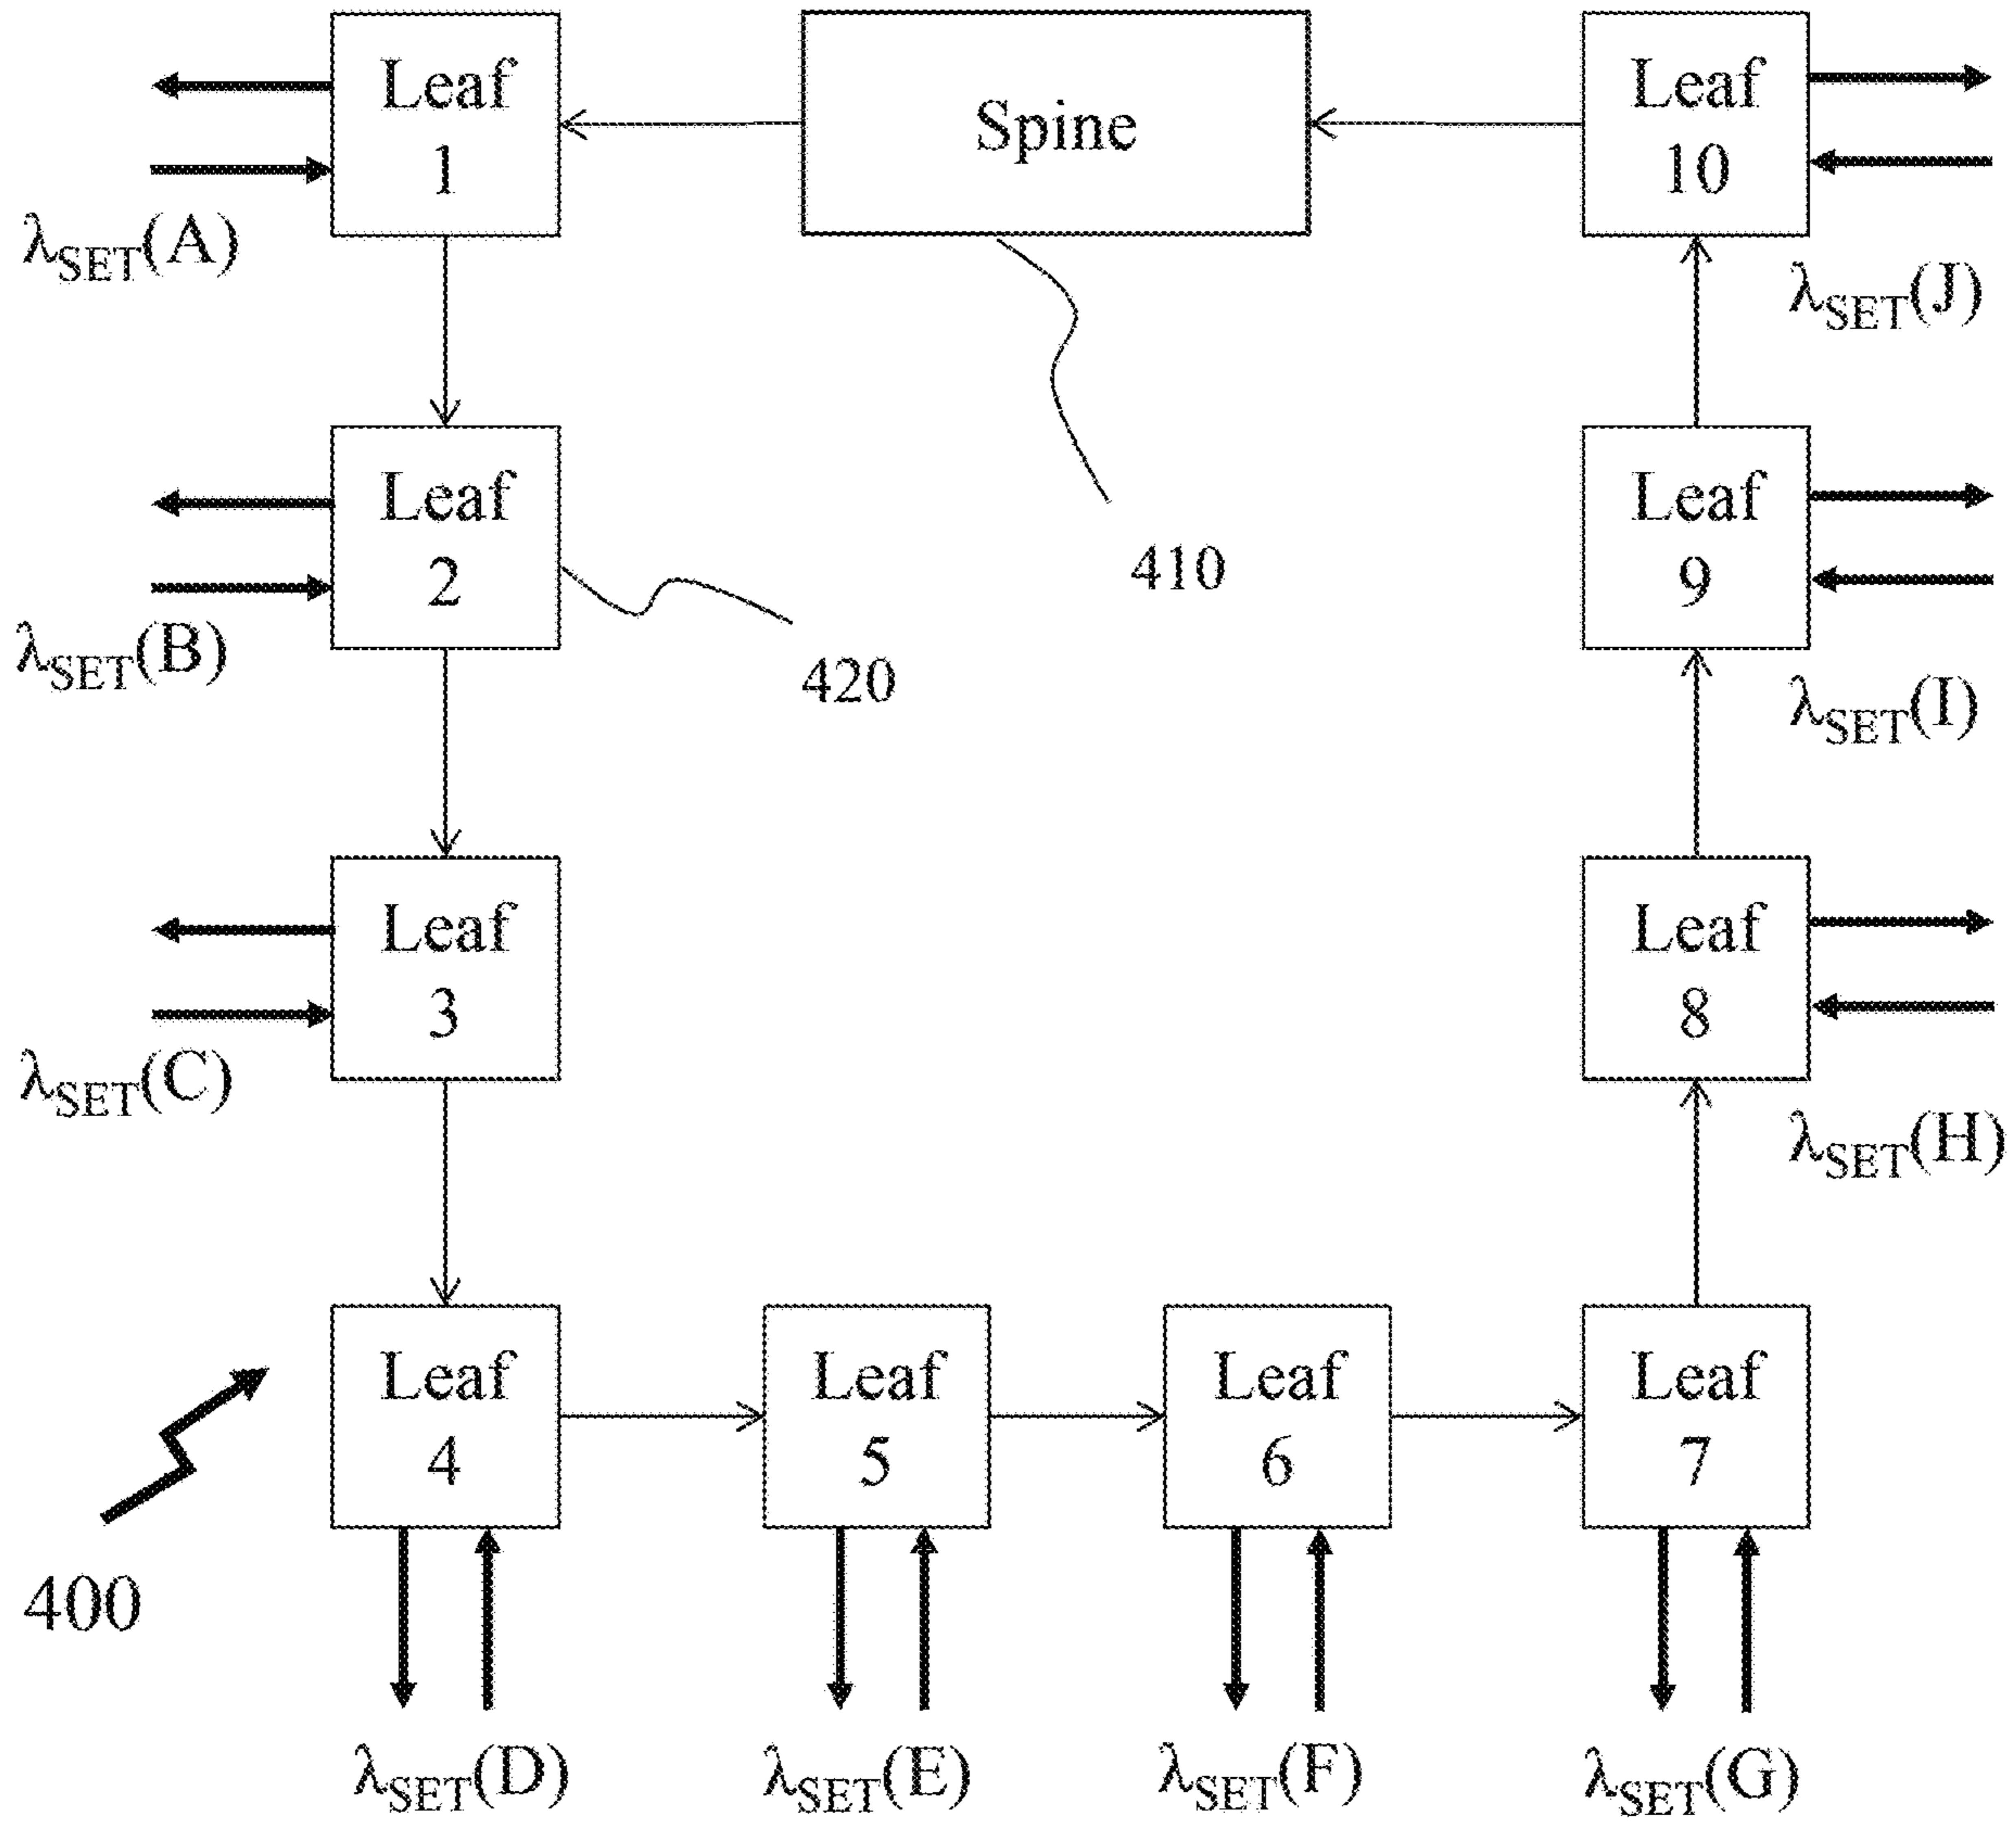 Leaf
1
Spine
Leaf
10
λSET(A)
λSET(J)
Leaf
2
410
Leaf
9
λSET(B)
420
λSET(I)
Leaf
3
Leaf
8
λSET(C)
λSET(H)
Leaf
4
Leaf
5
Leaf
6
Leaf
7
400
λSET(D)
λSET(E)
λSET(F)
λSET(G)